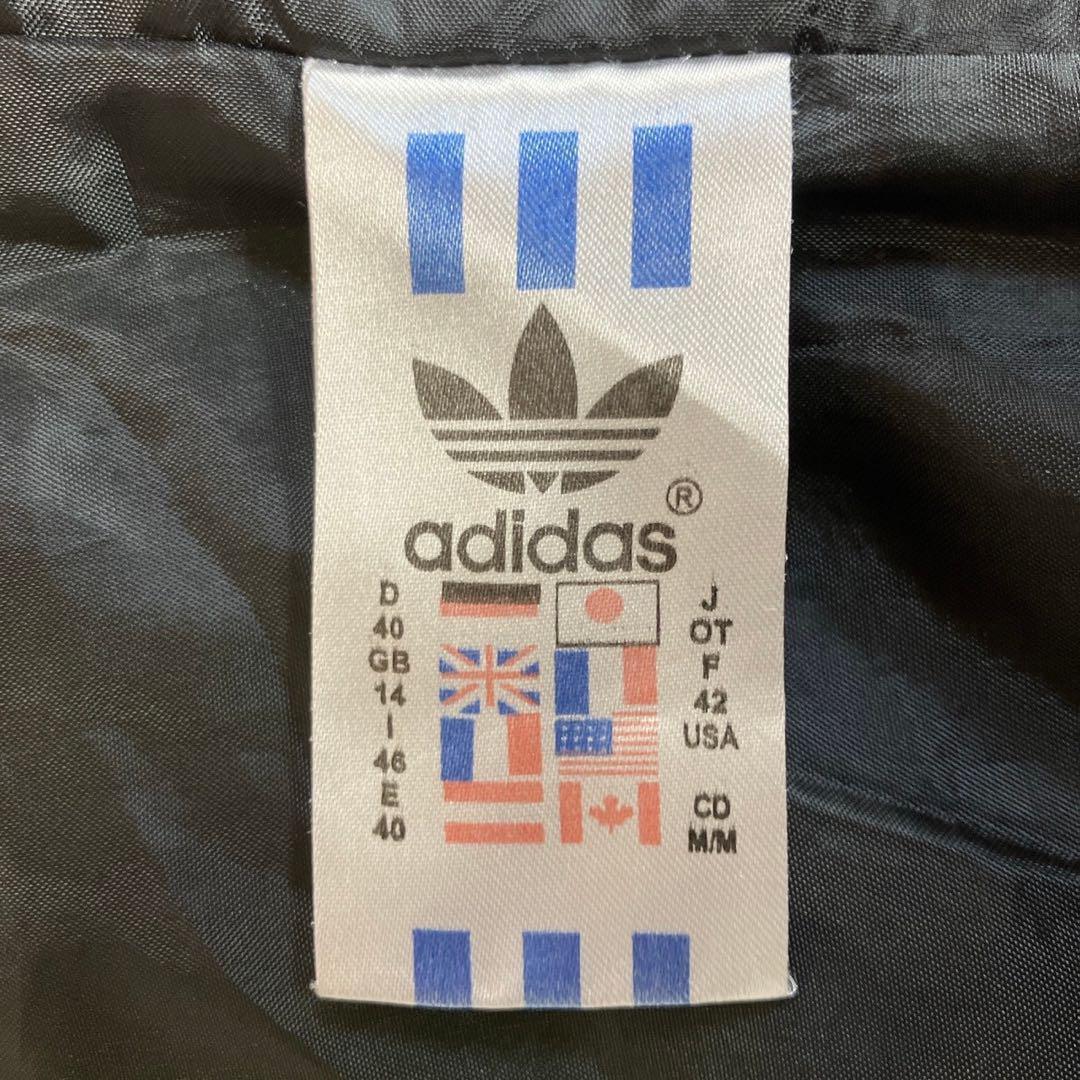 adidas®
D
40
GB
14
I
46
E
40
J
OT
F
42
USA
CD
M/M